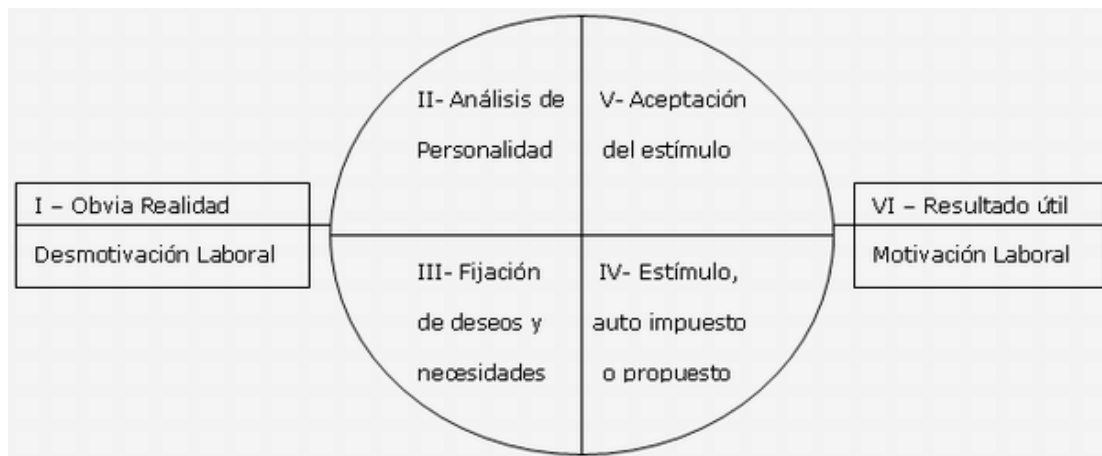 I – Obvia Realidad
Desmotivación Laboral
II- Análisis de
Personalidad
III- Fijación
de deseos y
necesidades
IV- Estímulo,
auto impuesto
o propuesto
V- Aceptación
del estímulo
VI – Resultado útil
Motivación Laboral